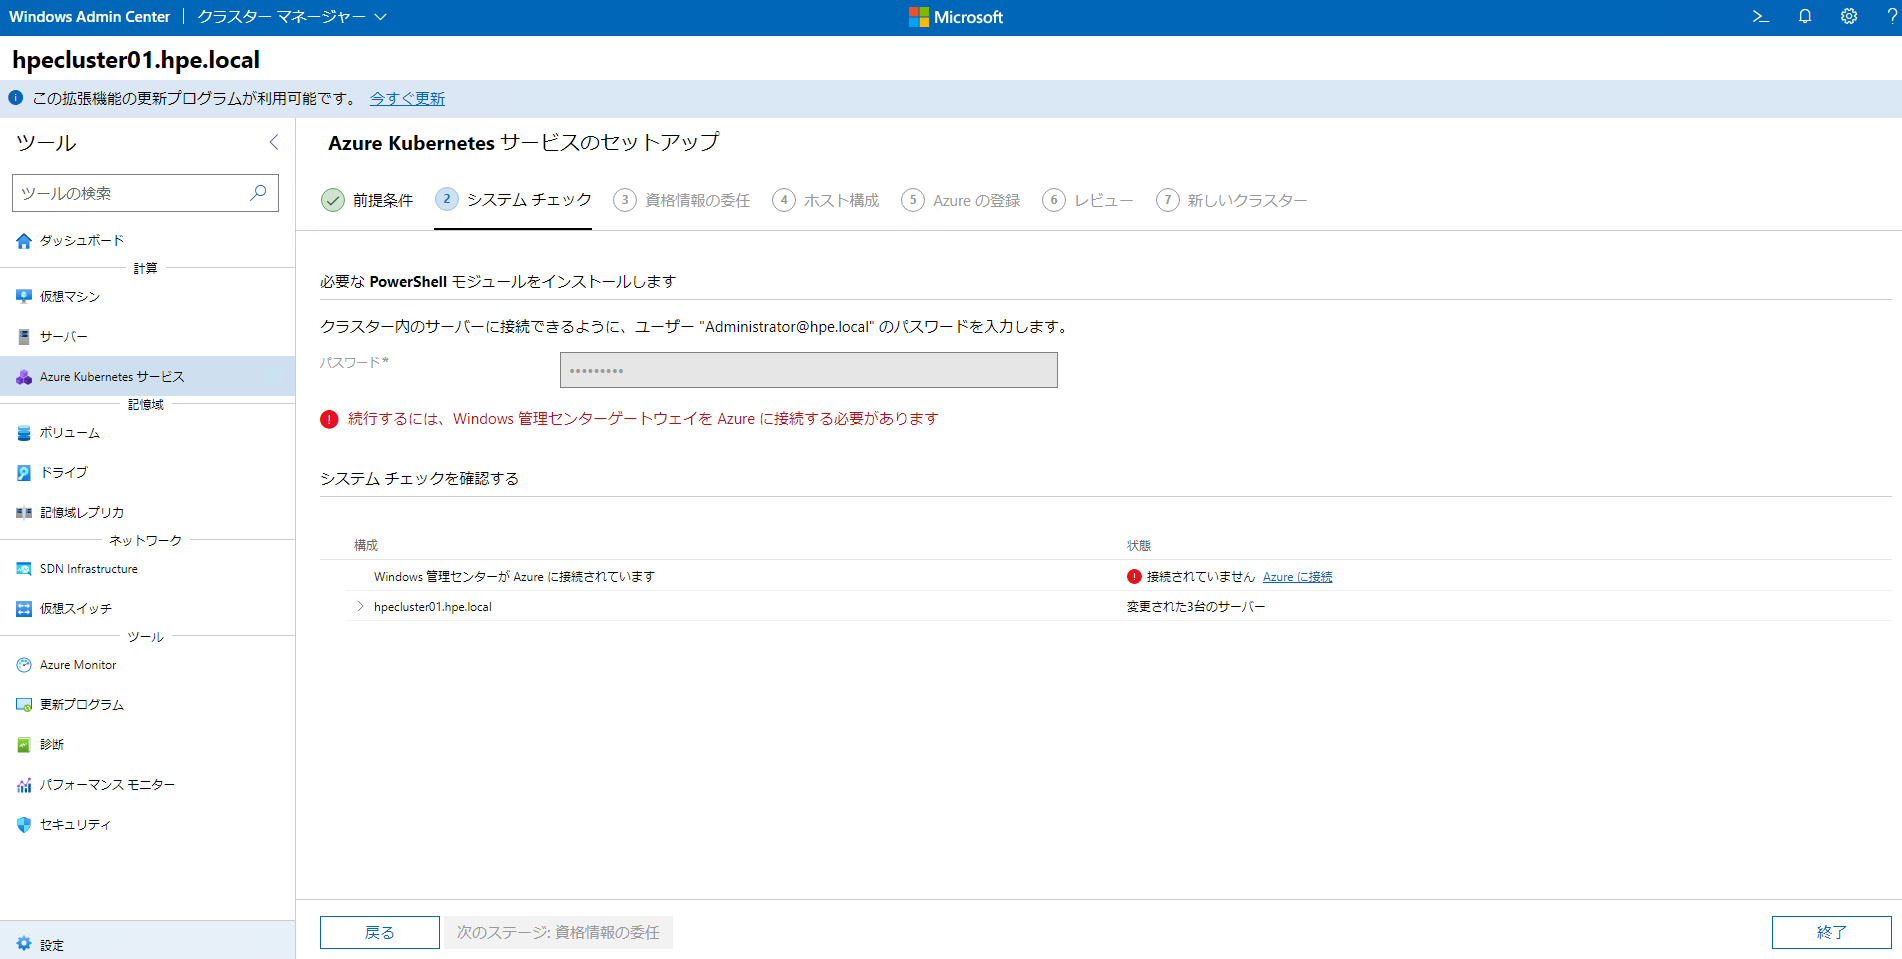 Windows Admin Center | クラスター マネージャー
Microsoft
hpecluster01.hpe.local
この拡張機能の更新プログラムが利用可能です。 今すぐ更新
ツール
ツールの検索
ダッシュボード
計算
仮想マシン
サーバー
Azure Kubernetes サービス
記憶域
ボリューム
ドライブ
記憶域レプリカ
ネットワーク
SDN Infrastructure
仮想スイッチ
ツール
Azure Monitor
更新プログラム
診断
パフォーマンス モニター
セキュリティ
設定
Azure Kubernetes サービスのセットアップ
前提条件 2 システム チェック 3 資格情報の委任 4 ホスト構成 5 Azure の登録 6 レビュー 7 新しいクラスター
必要な PowerShell モジュールをインストールします
クラスター内のサーバーに接続できるように、ユーザー "Administrator@hpe.local" のパスワードを入力します。
パスワード*
続行するには、Windows 管理センターゲートウェイを Azure に接続する必要があります
システム チェックを確認する
構成 状態
Windows 管理センターが Azure に接続されています 接続されていません Azure に接続
hpecluster01.hpe.local 変更された3台のサーバー
戻る 次のステージ: 資格情報の委任 終了